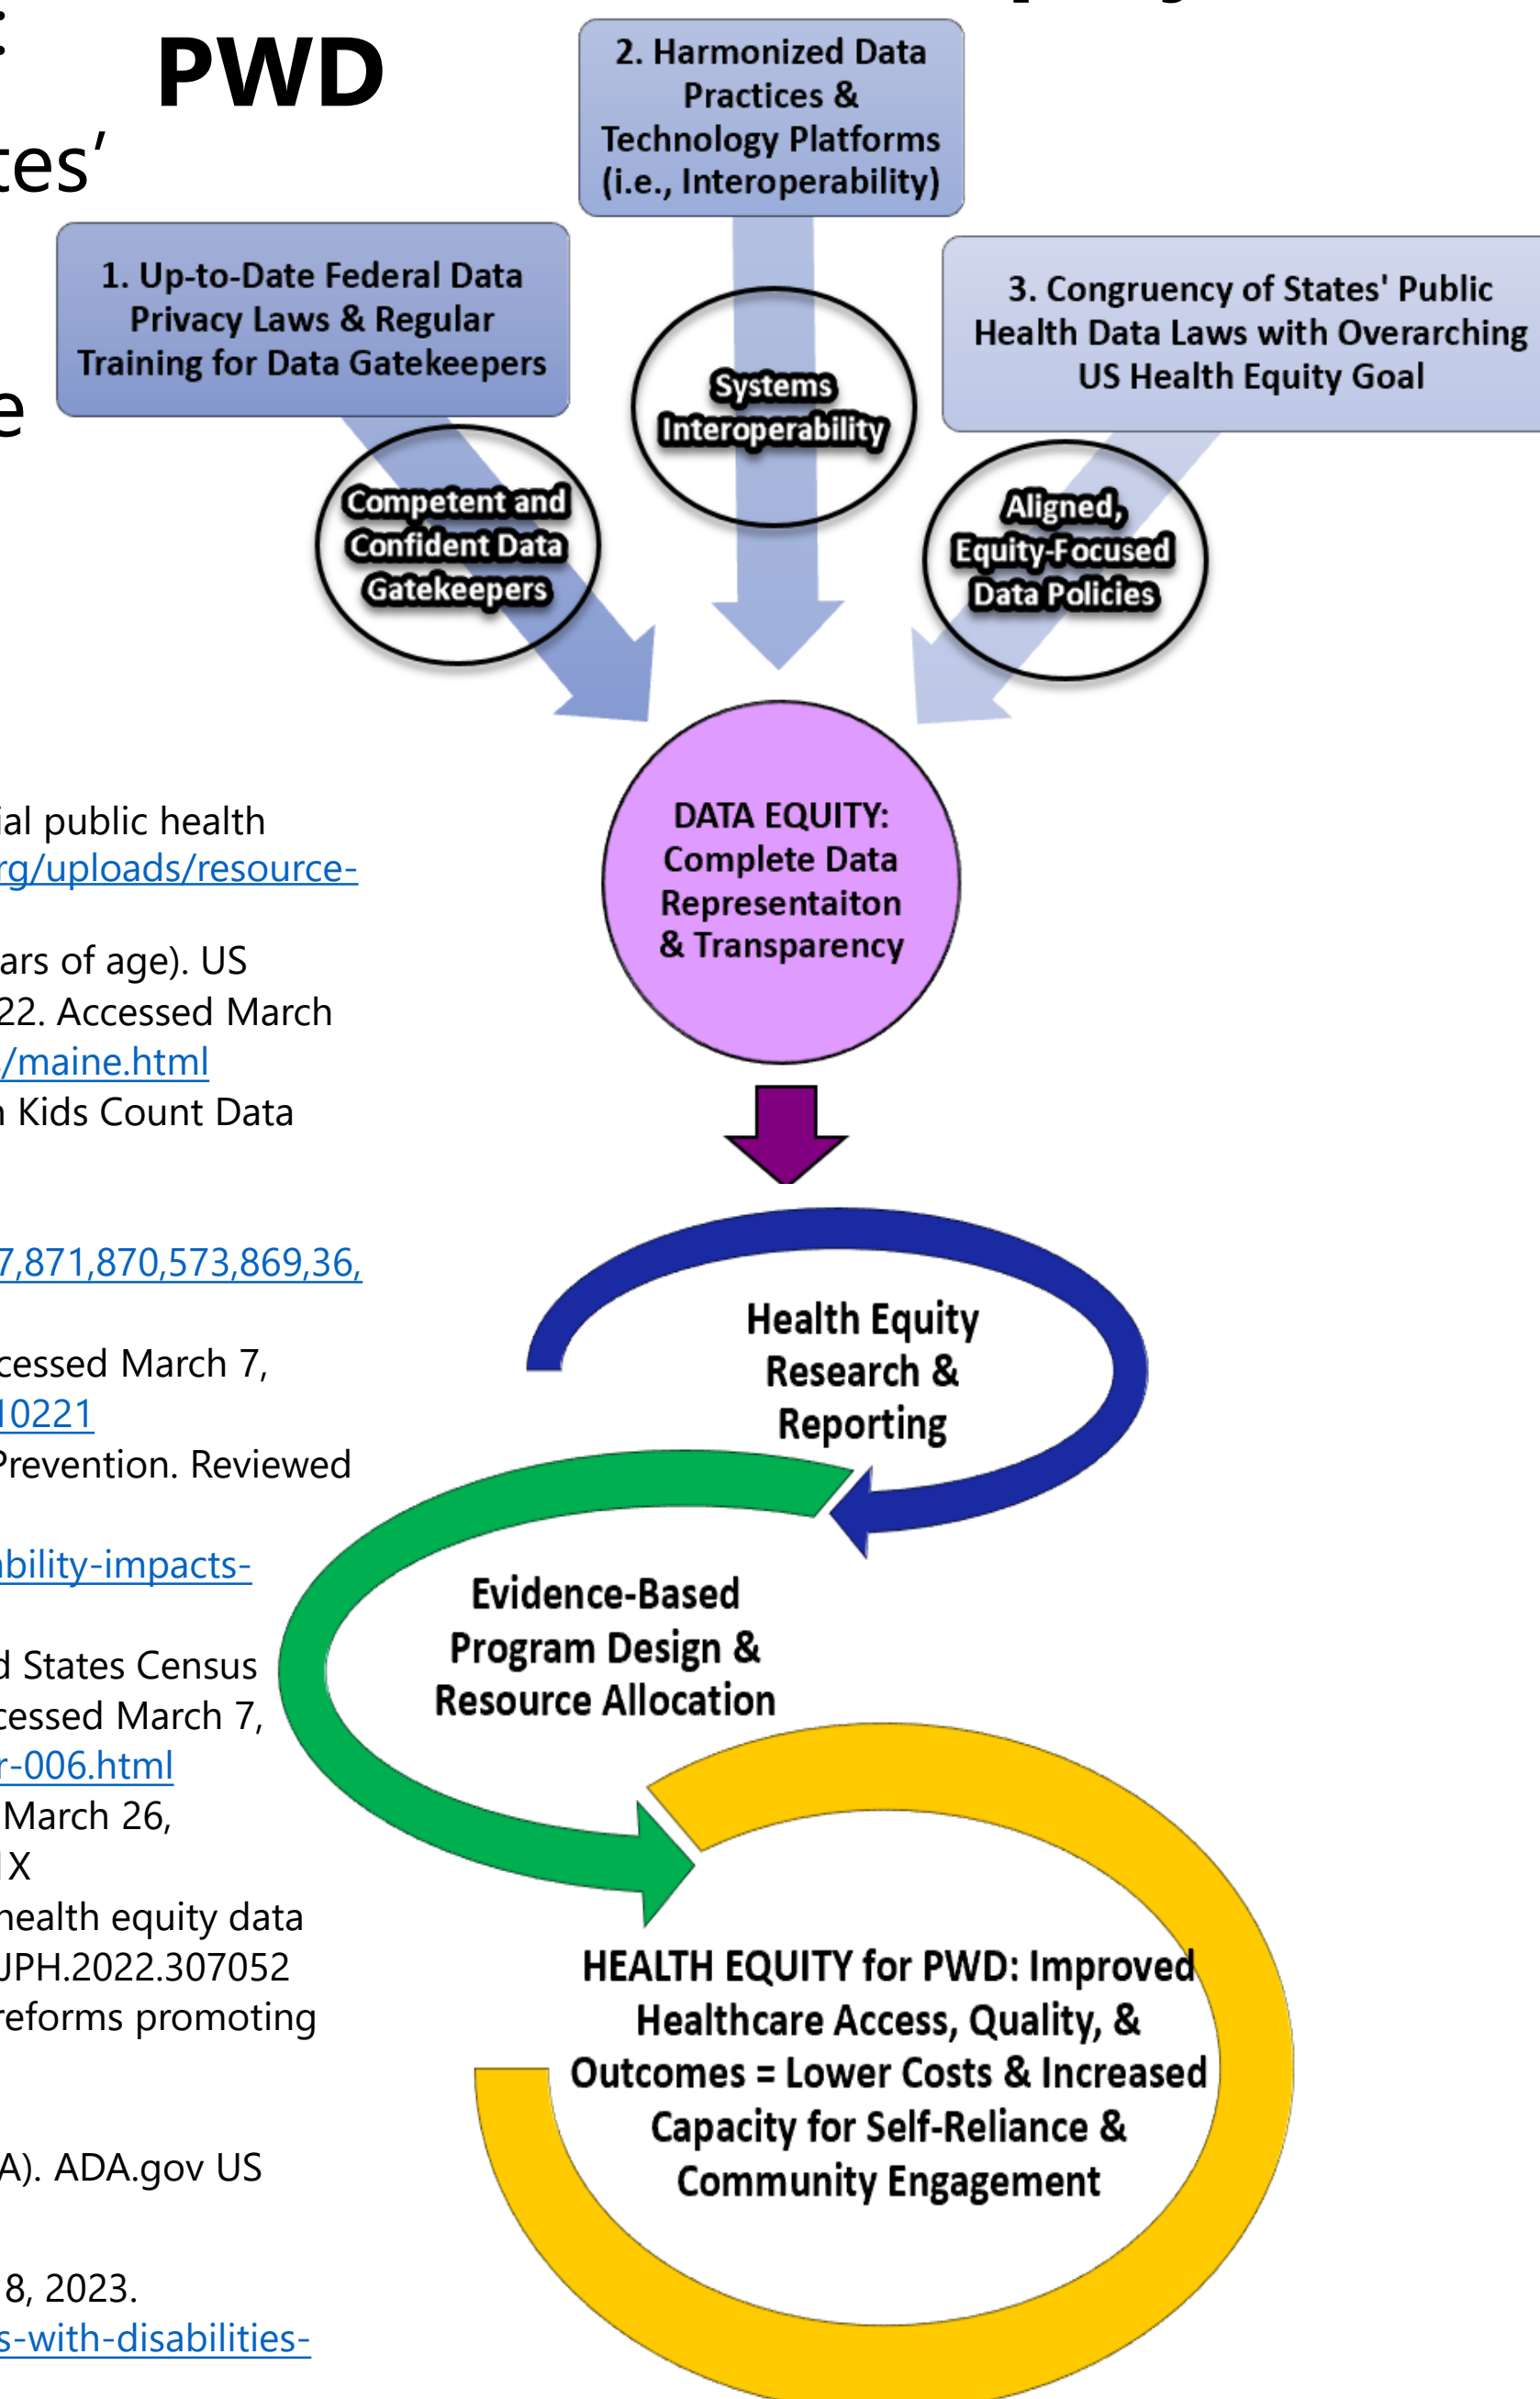 :
PWD
tes’
e
2. Harmonized Data
Practices &
Technology Platforms
(i.e., Interoperability)
1. Up-to-Date Federal Data
Privacy Laws & Regular
Training for Data Gatekeepers
3. Congruency of States' Public
Health Data Laws with Overarching
US Health Equity Goal
Competent and
Confident Data
Gatekeepers
Systems
Interoperability
Aligned,
Equity-Focused
Data Policies
DATA EQUITY:
Complete Data
Representaiton
& Transparency
Health Equity
Research &
Reporting
Evidence-Based
Program Design &
Resource Allocation
HEALTH EQUITY for PWD: Improved
Healthcare Access, Quality, &
Outcomes = Lower Costs & Increased
Capacity for Self-Reliance &
Community Engagement
ial public health
rg/uploads/resource-
ars of age). US
22. Accessed March
/maine.html
n Kids Count Data
7,871,870,573,869,36,
cessed March 7,
10221
Prevention. Reviewed
ability-impacts-
d States Census
cessed March 7,
r-006.html
March 26,
1X
health equity data
JPH.2022.307052
reforms promoting
A). ADA.gov US
8, 2023.
s-with-disabilities-